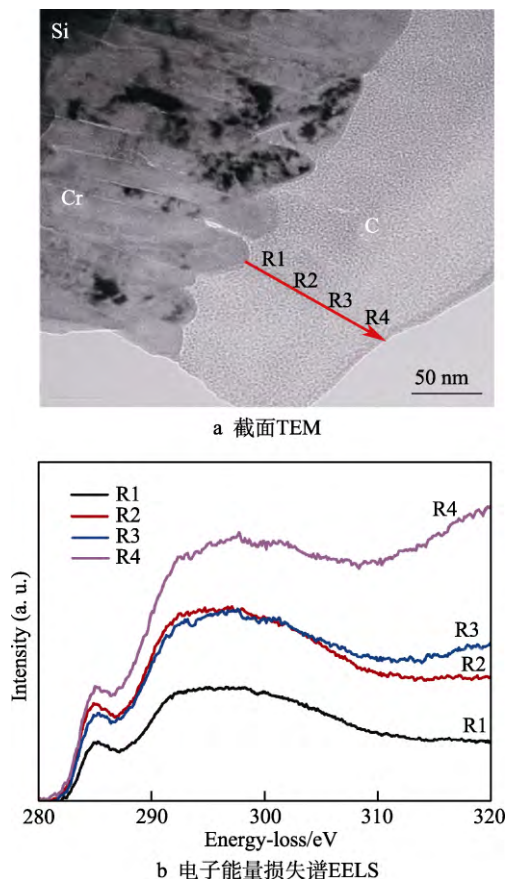 Si
Cr
C
R1
R2
R3
R4
50 nm
a 截面TEM
R1
R2
R3
R4
R4
R3
R2
R1
Intensity (a. u.)
280 290 300 310 320
Energy-loss/eV
b 电子能量损失谱EELS